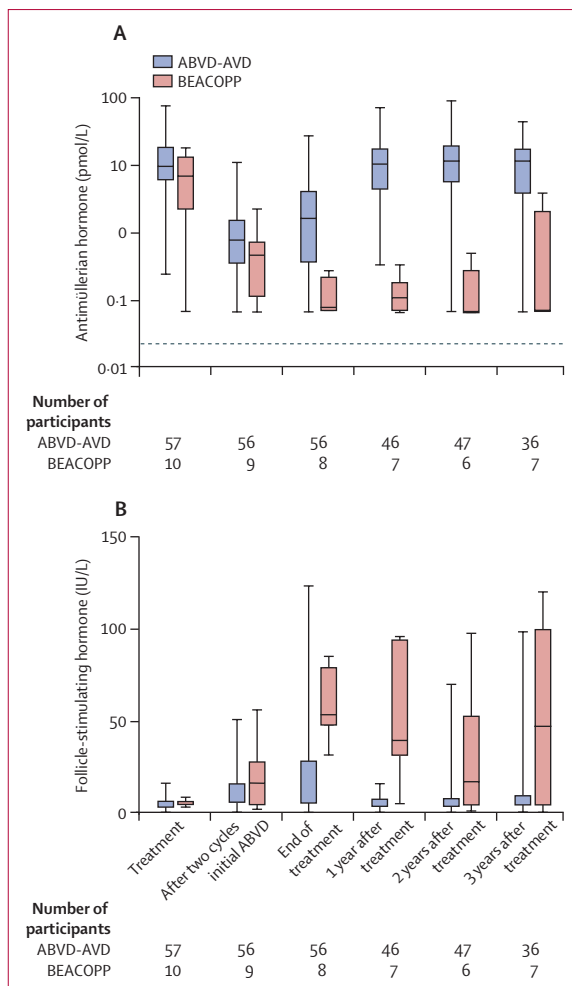 A
ABVD-AVD
BEACOPP
Antimüllerian hormone (pmol/L)
100
10
0
0·1
0·01
Number of
participants
ABVD-AVD 57 56 56 46 47 36
BEACOPP 10 9 8 7 6 7
B
Follicle-stimulating hormone (IU/L)
150
100
50
0
Treatment
After two cycles
initial ABVD
End of
treatment
1 year after
treatment
2 years after
treatment
3 years after
treatment
Number of
participants
ABVD-AVD 57 56 56 46 47 36
BEACOPP 10 9 8 7 6 7